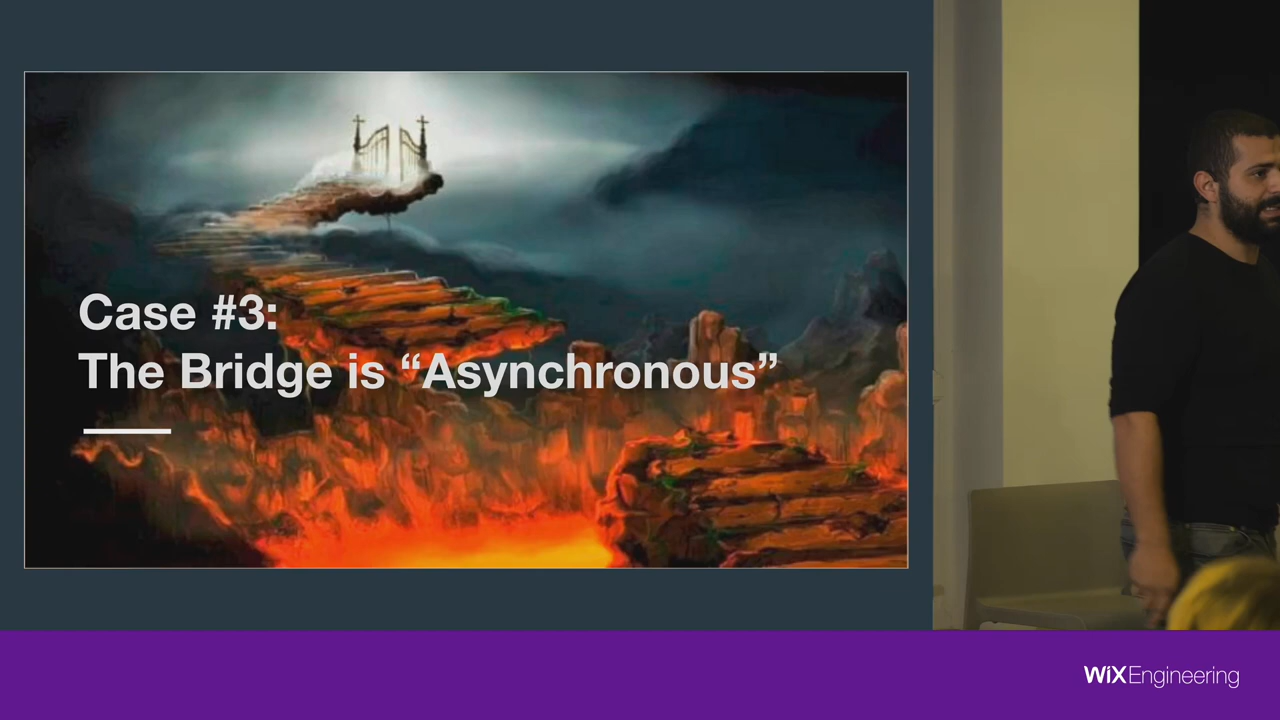 Case #3:
The Bridge is “Asynchronous”
WiXEngineering